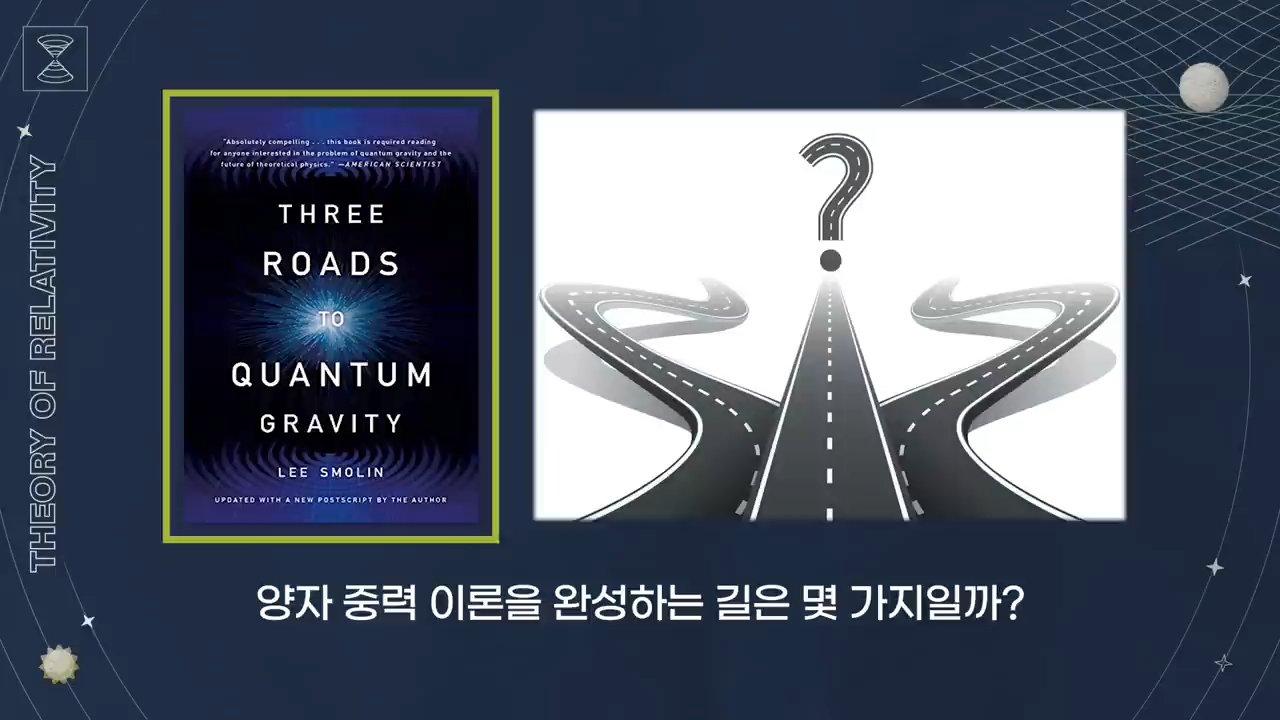 THEORY OF RELATIVITY
"Absolutely compelling . . . this book is required reading
for anyone interested in the problem of quantum gravity and the
future of theoretical physics." —AMERICAN SCIENTIST
THREE
ROADS
TO
QUANTUM
GRAVITY
LEE SMOLIN
UPDATED WITH A NEW POSTSCRIPT BY THE AUTHOR
?
양자 중력 이론을 완성하는 길은 몇 가지일까?